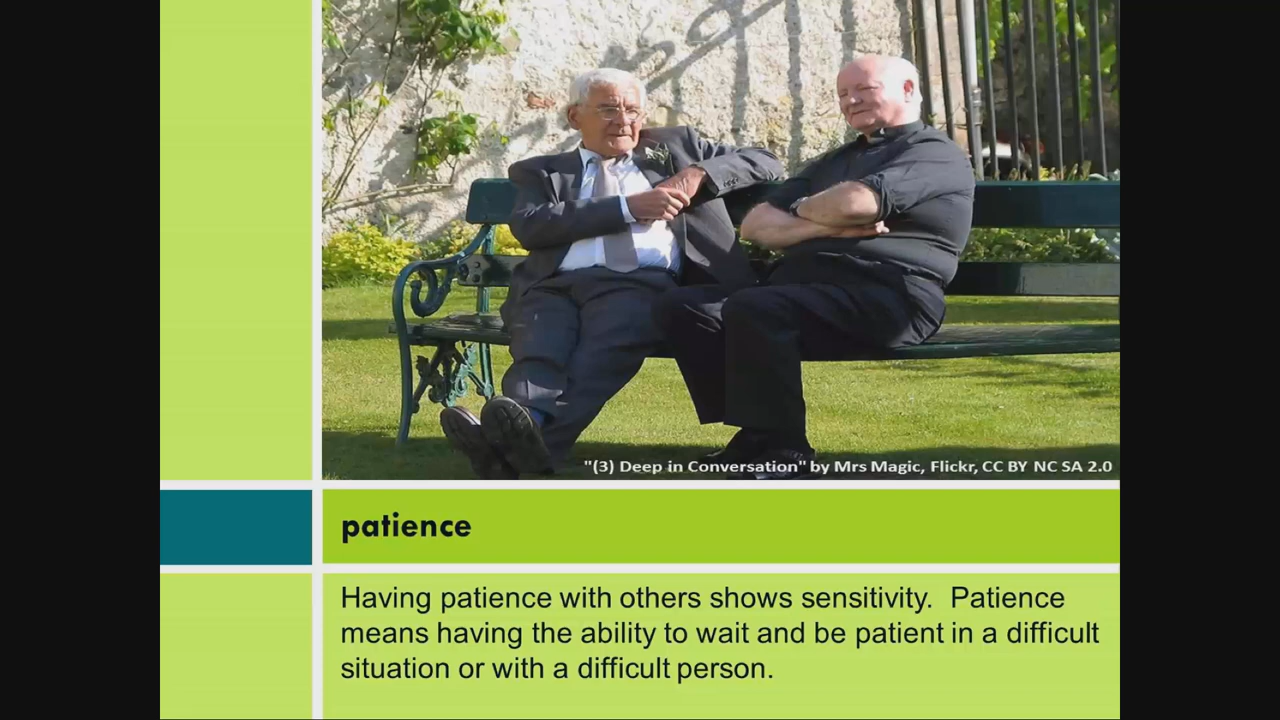 "(3) Deep in Conversation" by Mrs Magic, Flickr, CC BY NC SA 2.0
patience
Having patience with others shows sensitivity.  Patience
means having the ability to wait and be patient in a difficult
situation or with a difficult person.